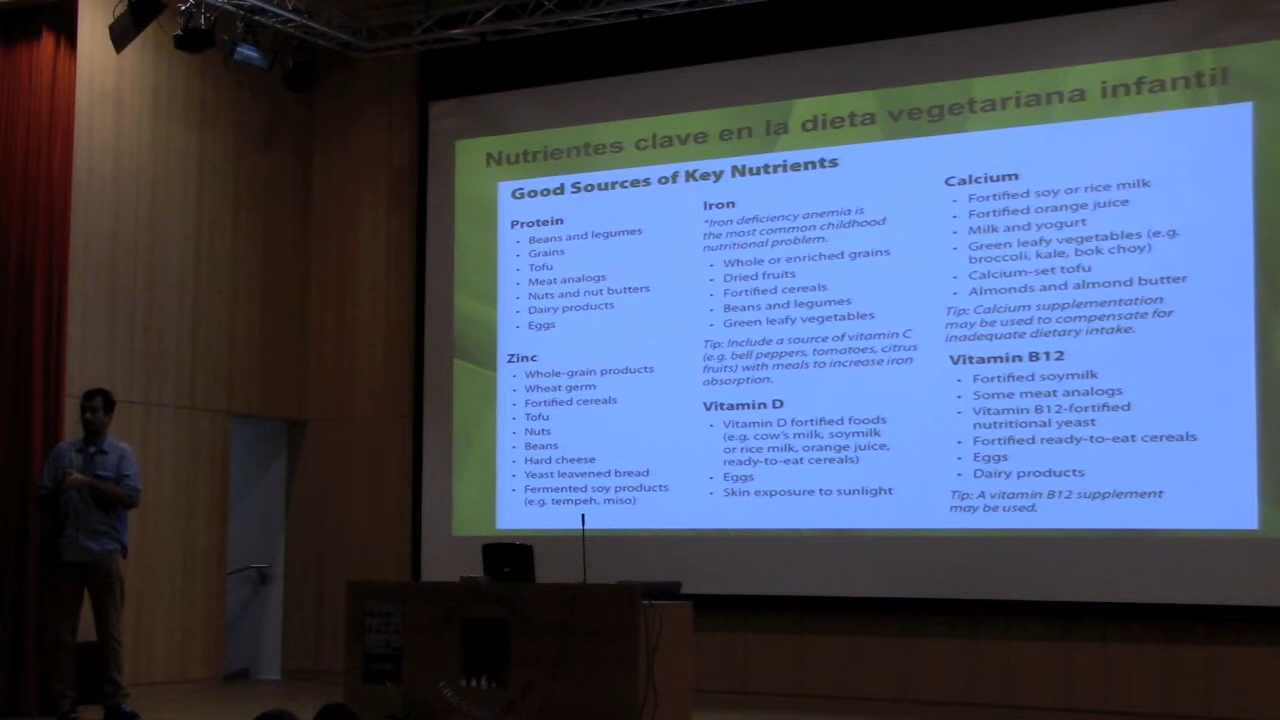 Nutrientes clave en la dieta vegetariana infantil
Good Sources of Key Nutrients
Protein
• Beans and legumes
• Grains
• Tofu
• Meat analogs
• Nuts and nut butters
• Dairy products
• Eggs
Zinc
• Whole-grain products
• Wheat germ
• Fortified cereals
• Tofu
• Nuts
• Beans
• Hard cheese
• Yeast leavened bread
• Fermented soy products
(e.g. tempeh, miso)
Iron
*Iron deficiency anemia is
the most common childhood
nutritional problem.
• Whole or enriched grains
• Dried fruits
• Fortified cereals
• Beans and legumes
• Green leafy vegetables
Tip: Include a source of vitamin C
(e.g. bell peppers, tomatoes, citrus
fruits) with meals to increase iron
absorption.
Vitamin D
• Vitamin D fortified foods
(e.g. cow's milk, soymilk
or rice milk, orange juice,
ready-to-eat cereals)
• Eggs
• Skin exposure to sunlight
Calcium
• Fortified soy or rice milk
• Fortified orange juice
• Milk and yogurt
• Green leafy vegetables (e.g.
broccoli, kale, bok choy)
• Calcium-set tofu
• Almonds and almond butter
Tip: Calcium supplementation
may be used to compensate for
inadequate dietary intake.
Vitamin B12
• Fortified soymilk
• Some meat analogs
• Vitamin B12-fortified
nutritional yeast
• Fortified ready-to-eat cereals
• Eggs
• Dairy products
Tip: A vitamin B12 supplement
may be used.